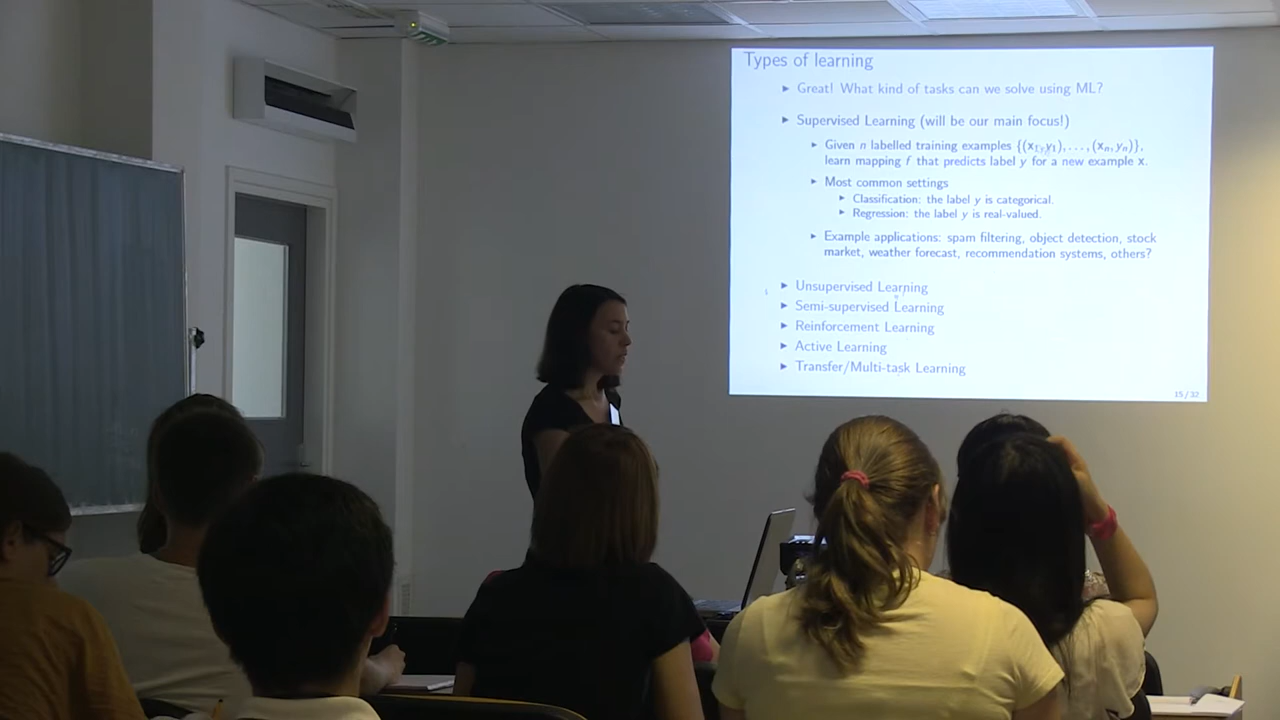 Types of learning
► Great! What kind of tasks can we solve using ML?
► Supervised Learning (will be our main focus!)
► Given n labelled training examples {(x₁,y₁),...,(xₙ,yₙ)},
learn mapping f that predicts label y for a new example x.
► Most common settings
► Classification: the label y is categorical.
► Regression: the label y is real-valued.
► Example applications: spam filtering, object detection, stock
market, weather forecast, recommendation systems, others?
► Unsupervised Learning
► Semi-supervised Learning
► Reinforcement Learning
► Active Learning
► Transfer/Multi-task Learning
15/32